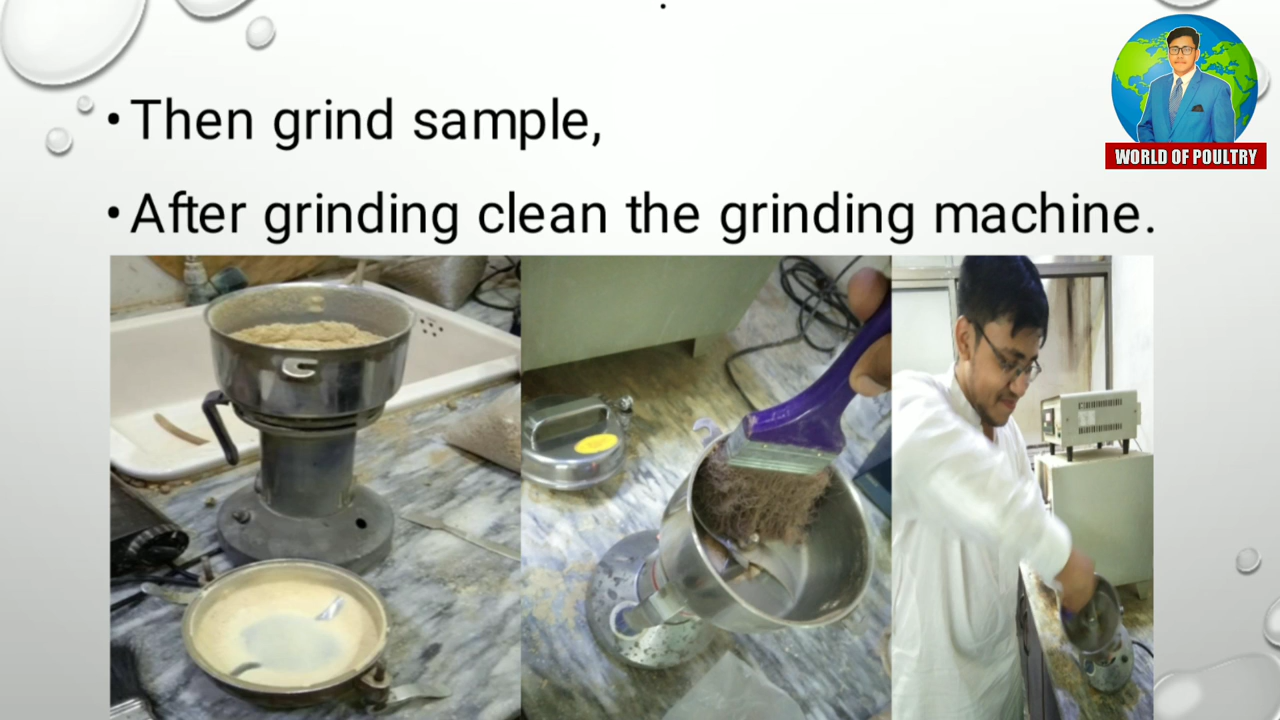 .
WORLD OF POULTRY
• Then grind sample,
• After grinding clean the grinding machine.